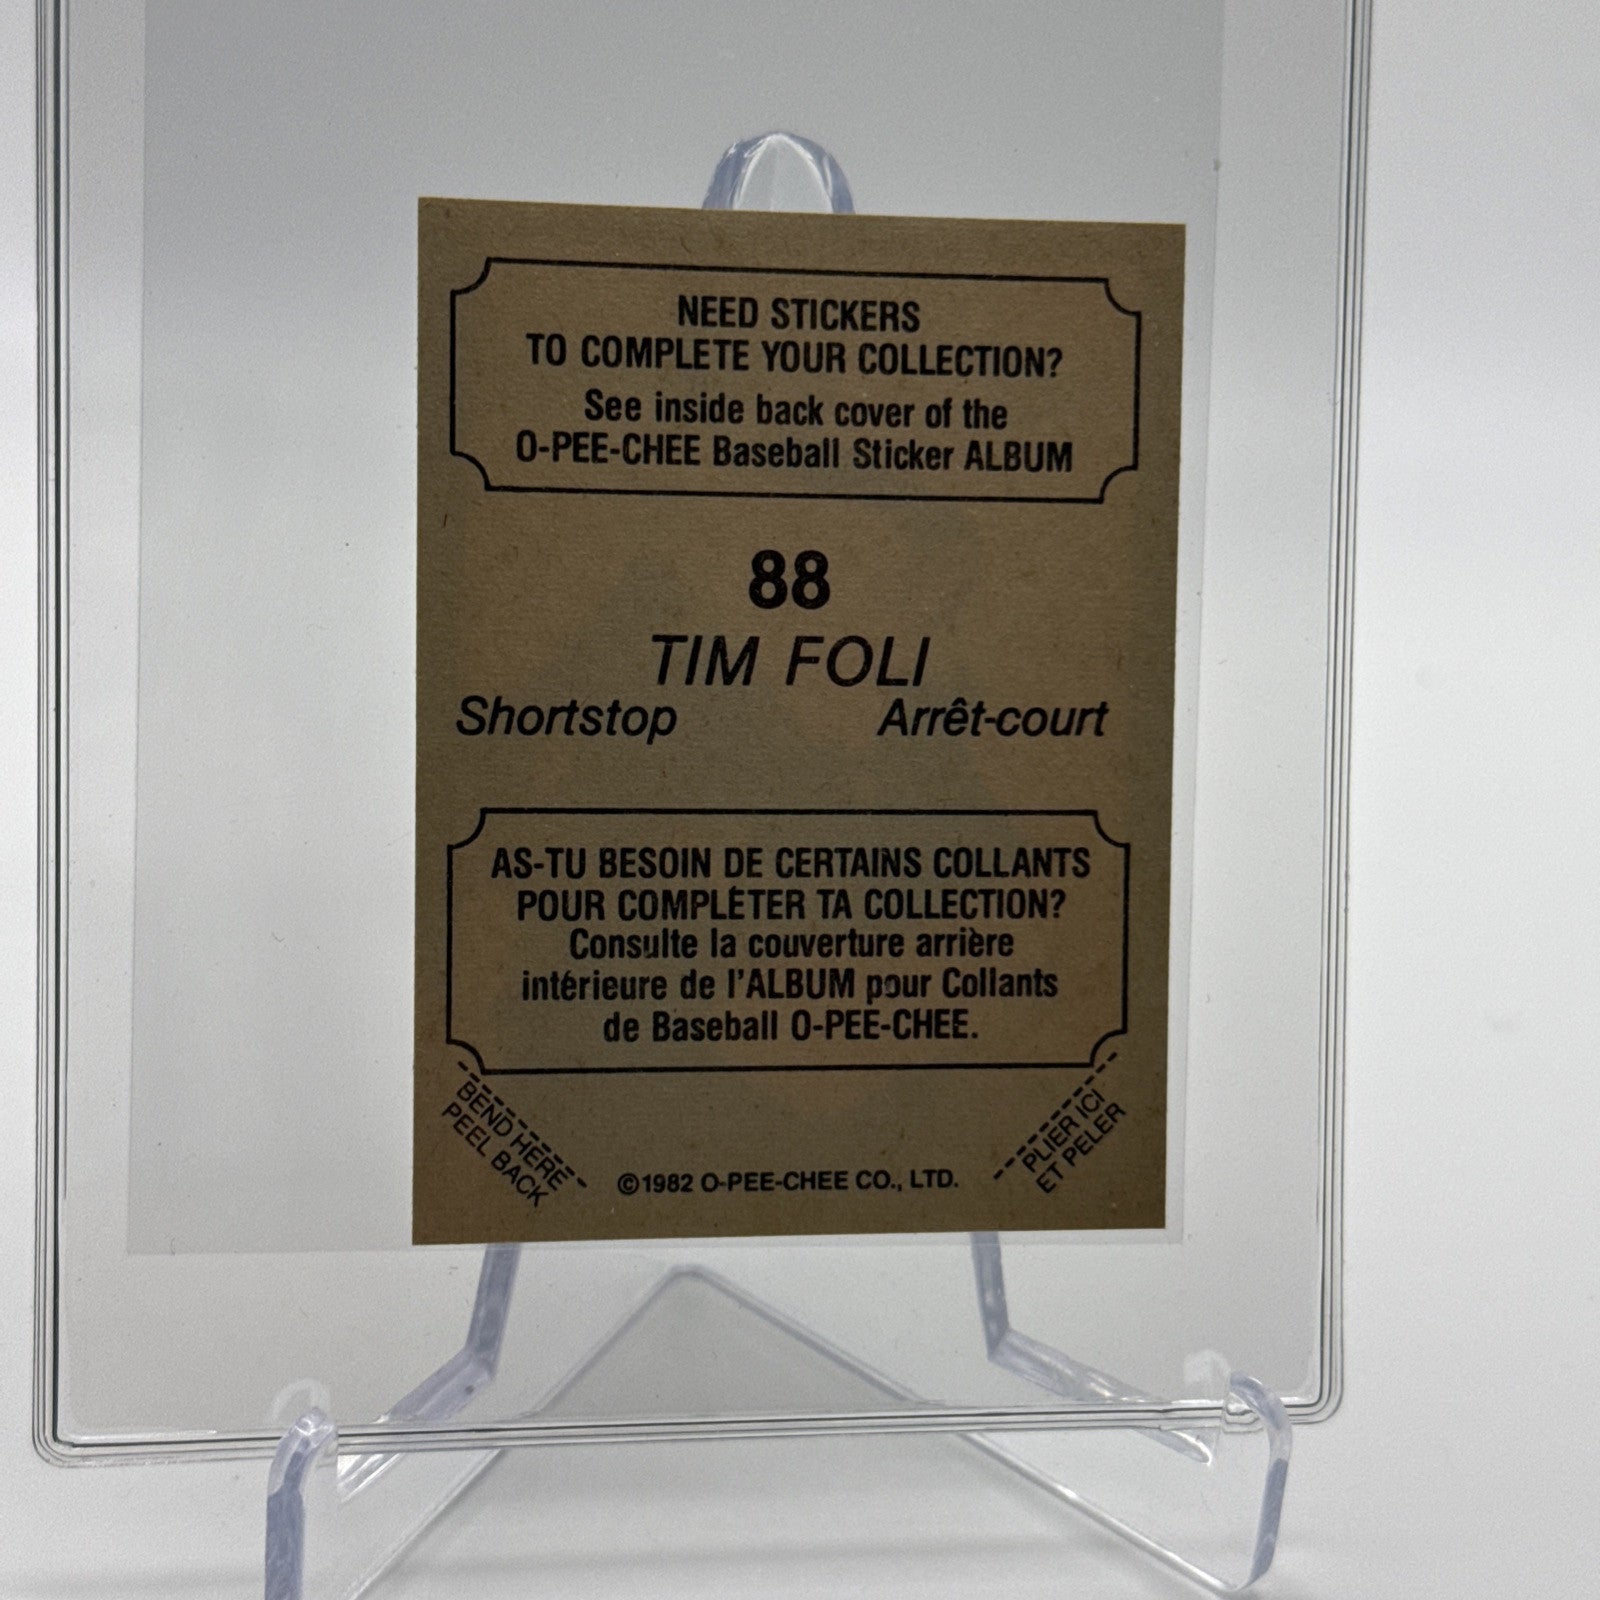 NEED STICKERS
TO COMPLETE YOUR COLLECTION?
See inside back cover of the
O-PEE-CHEE Baseball Sticker ALBUM
88
TIM FOLI
Shortstop Arrêt-court
AS-TU BESOIN DE CERTAINS COLLANTS
POUR COMPLÉTER TA COLLECTION?
Consulte la couverture arrière
intérieure de l'ALBUM pour Collants
de Baseball O-PEE-CHEE.
BEND HERE
PEEL BACK
PLIER ICI
ET PELER
©1982 O-PEE-CHEE CO., LTD.